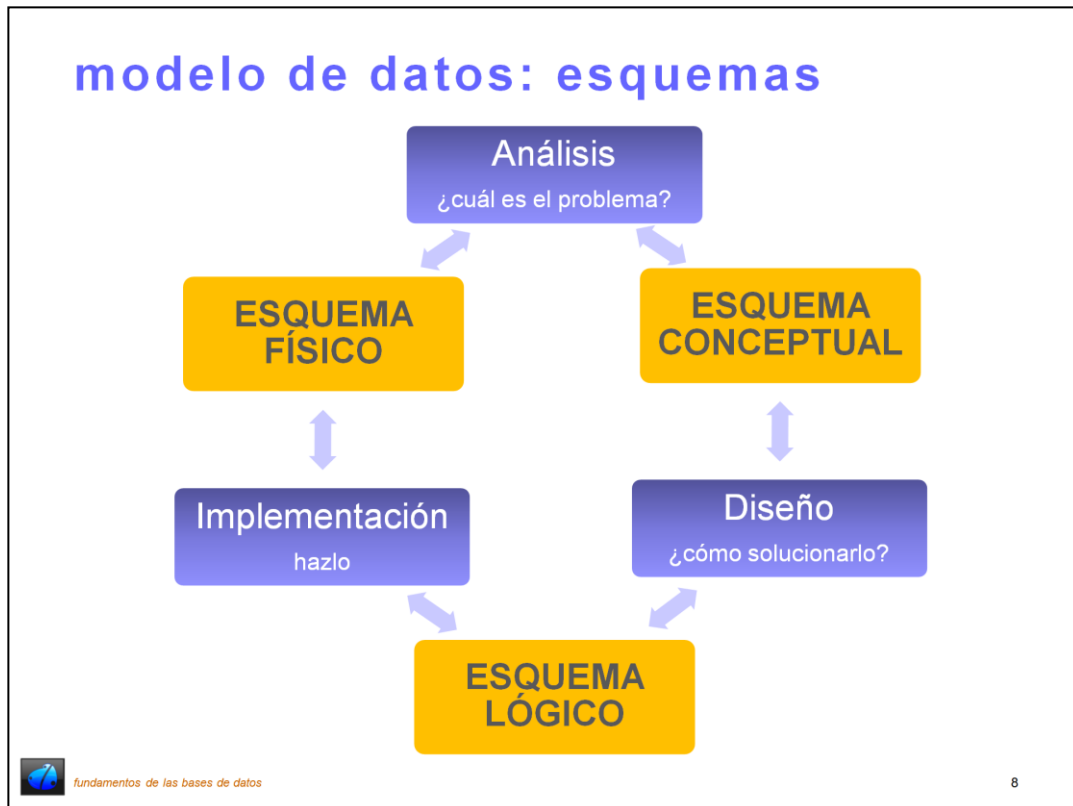 modelo de datos: esquemas
Análisis
¿cuál es el problema?
ESQUEMA
FÍSICO
ESQUEMA
CONCEPTUAL
Implementación
hazlo
Diseño
¿cómo solucionarlo?
ESQUEMA
LÓGICO
fundamentos de las bases de datos
8